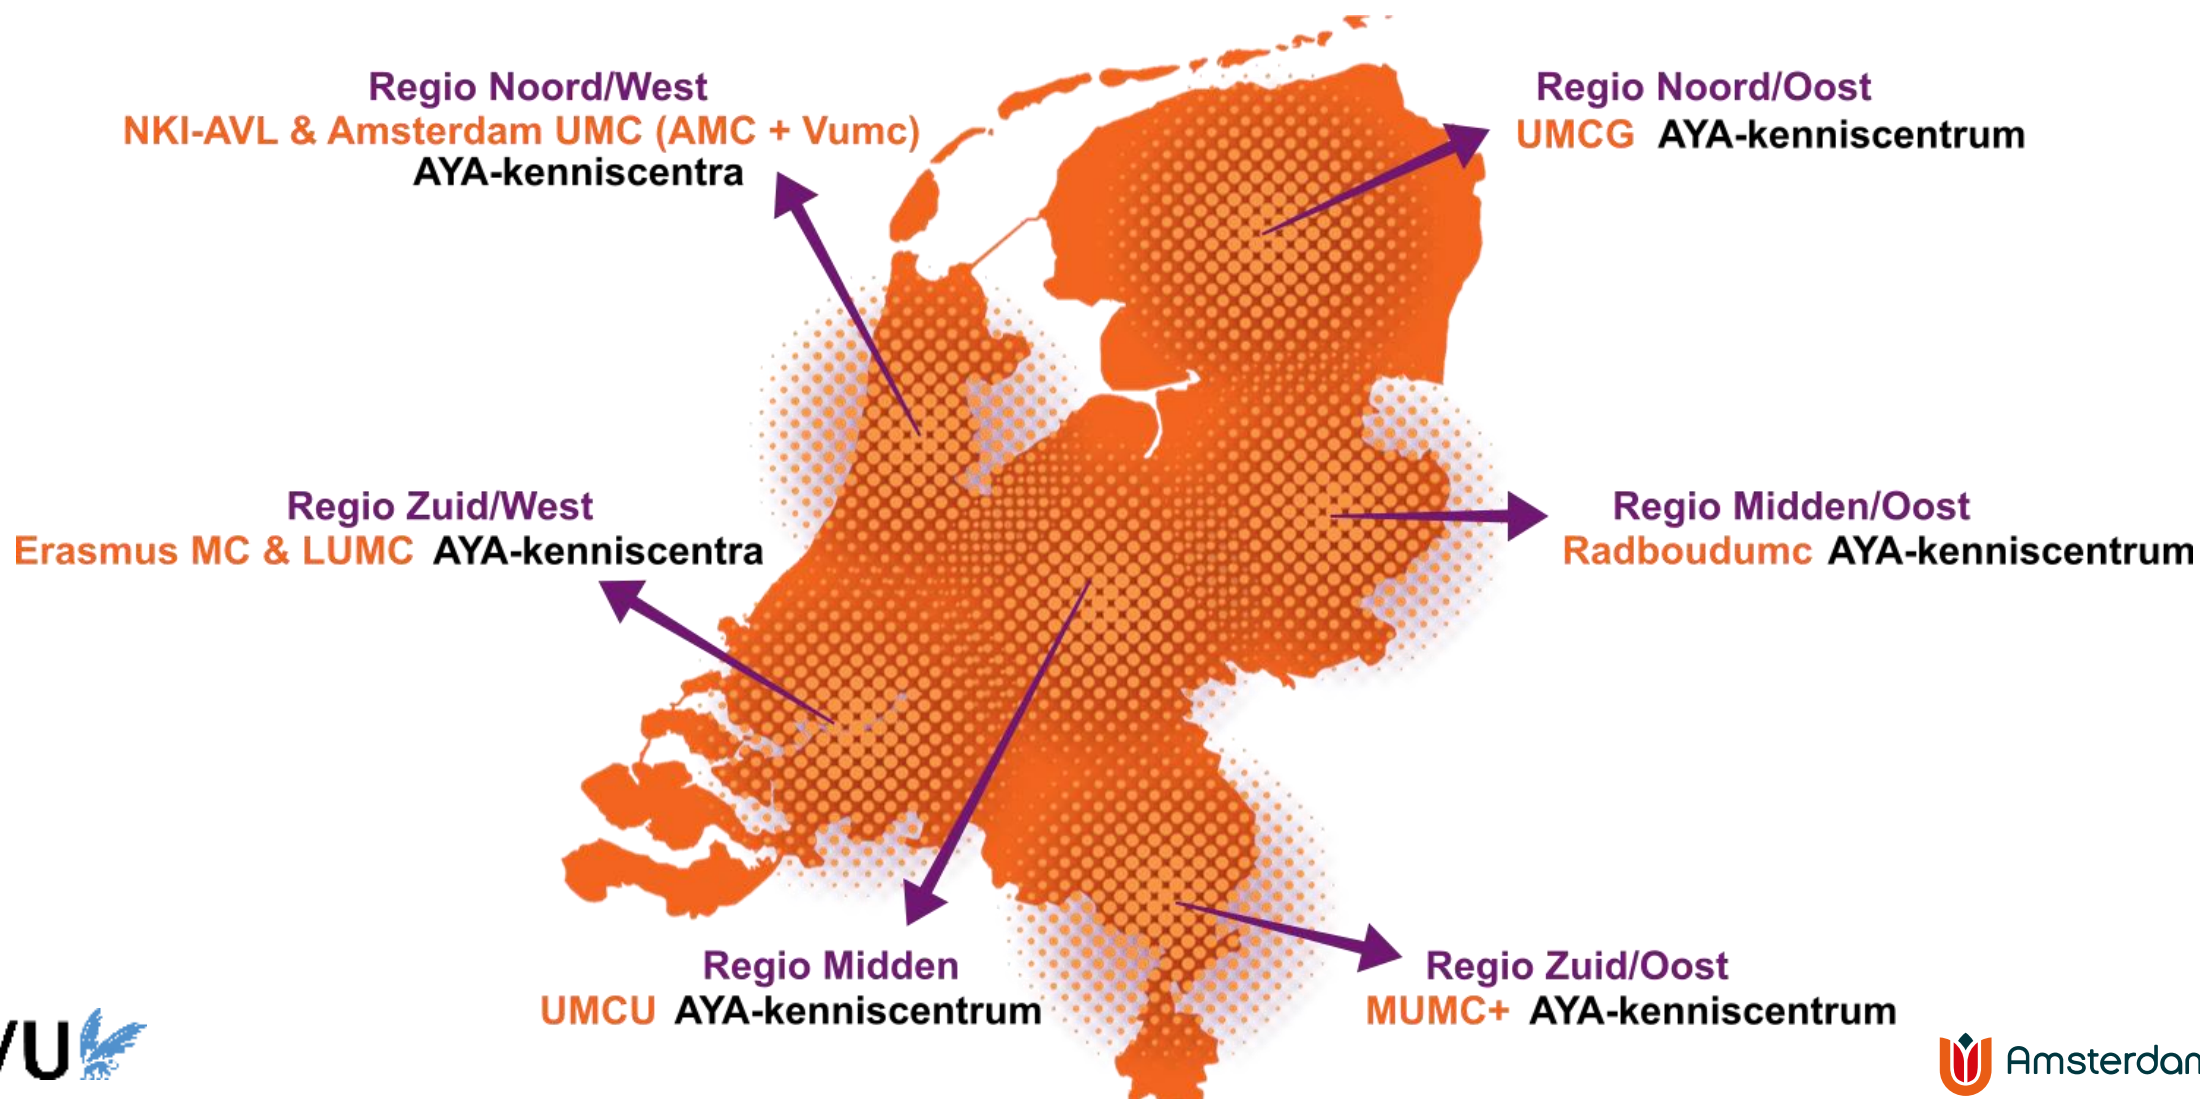 Regio Noord/West
NKI-AVL & Amsterdam UMC (AMC + Vumc)
AYA-kenniscentra
Regio Noord/Oost
UMCG AYA-kenniscentrum
Regio Zuid/West
Erasmus MC & LUMC AYA-kenniscentra
Regio Midden/Oost
Radboudumc AYA-kenniscentrum
Regio Midden
UMCU AYA-kenniscentrum
Regio Zuid/Oost
MUMC+ AYA-kenniscentrum
VU
Amsterdam